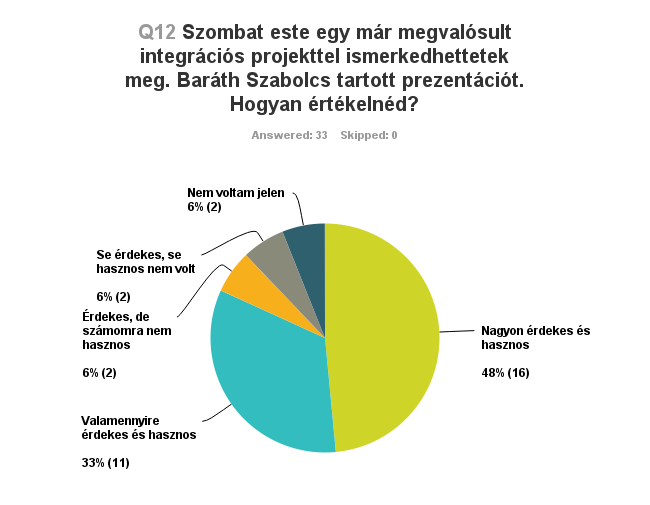 Q12 Szombat este egy már megvalósult
integrációs projekttel ismerkedhettetek
meg. Baráth Szabolcs tartott prezentációt.
Hogyan értékelnéd?
Answered: 33 Skipped: 0
Nem voltam jelen
6% (2)
Se érdekes, se
hasznos nem volt
6% (2)
Érdekes, de
számomra nem
hasznos
6% (2)
Nagyon érdekes és
hasznos
48% (16)
Valamennyire
érdekes és hasznos
33% (11)